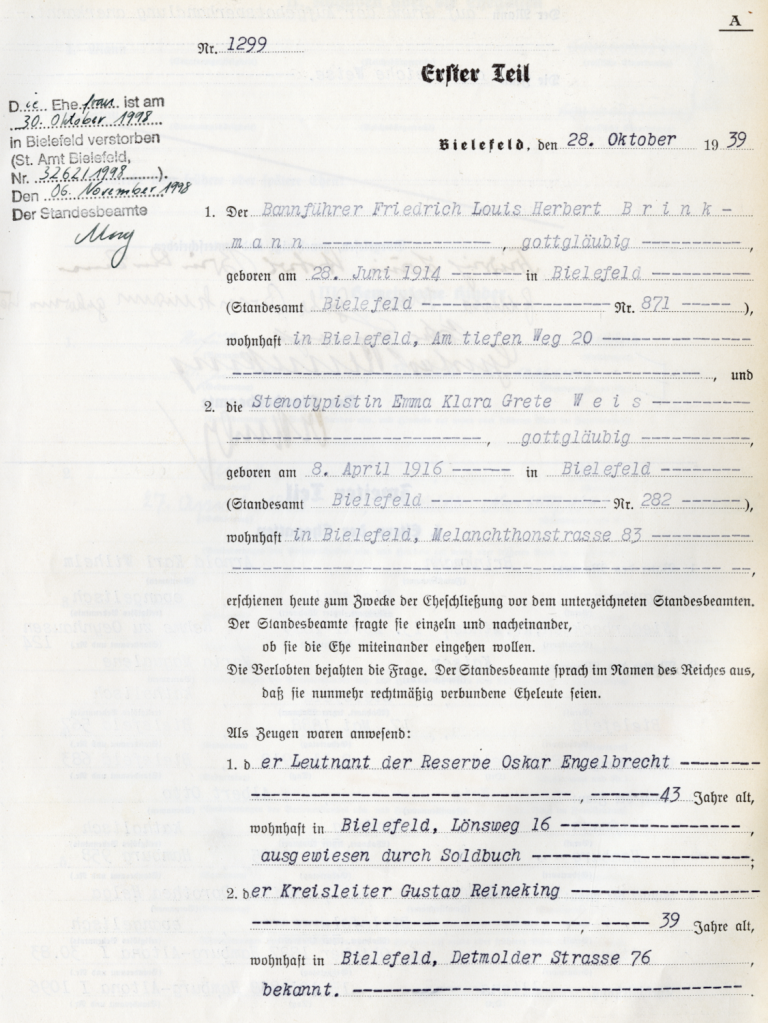 A
Nr. 1299
Erster Teil
Die Ehefrau ist am
30. Oktober 1998
in Bielefeld verstorben
(St. Amt Bielefeld,
Nr. 3262/1998).
Den 06. November 1998
Der Standesbeamte
Bielefeld, den 28. Oktober 1939
1. Der Bannführer Friedrich Louis Herbert B r i n k -
m a n n -----------------, gottgläubig ----------,
geboren am 28. Juni 1914 ------- in Bielefeld --------
(Standesamt Bielefeld ------------------- Nr. 871 -----),
wohnhaft in Bielefeld, Am tiefen Weg 20 ---------------
------------------------------------------------, und
2. die Stenotypistin Emma Klara Grete W e i s ----------
--------------------------, gottgläubig -----------,
geboren am 8. April 1916 ------ in Bielefeld --------
(Standesamt Bielefeld ------------------ Nr. 282 ------),
wohnhaft in Bielefeld, Melanchthonstrasse 83 ----------
---------------------------------------------------- --,
erschienen heute zum Zwecke der Eheschließung vor dem unterzeichneten Standesbeamten.
Der Standesbeamte fragte sie einzeln und nacheinander,
ob sie die Ehe miteinander eingehen wollen.
Die Verlobten bejahten die Frage. Der Standesbeamte sprach im Namen des Reiches aus,
daß sie nunmehr rechtmäßig verbundene Eheleute seien.
Als Zeugen waren anwesend:
1. der Leutnant der Reserve Oskar Engelbrecht --------
--------------------------------, -------43 Jahre alt,
wohnhaft in Bielefeld, Lönsweg 16 ------------------,
ausgewiesen durch Soldbuch ----------------------;
2. der Kreisleiter Gustav Reineking --------------------
---------------------------------, ----- 39 Jahre alt,
wohnhaft in Bielefeld, Detmolder Strasse 76,
bekannt. ----------------------------------------.